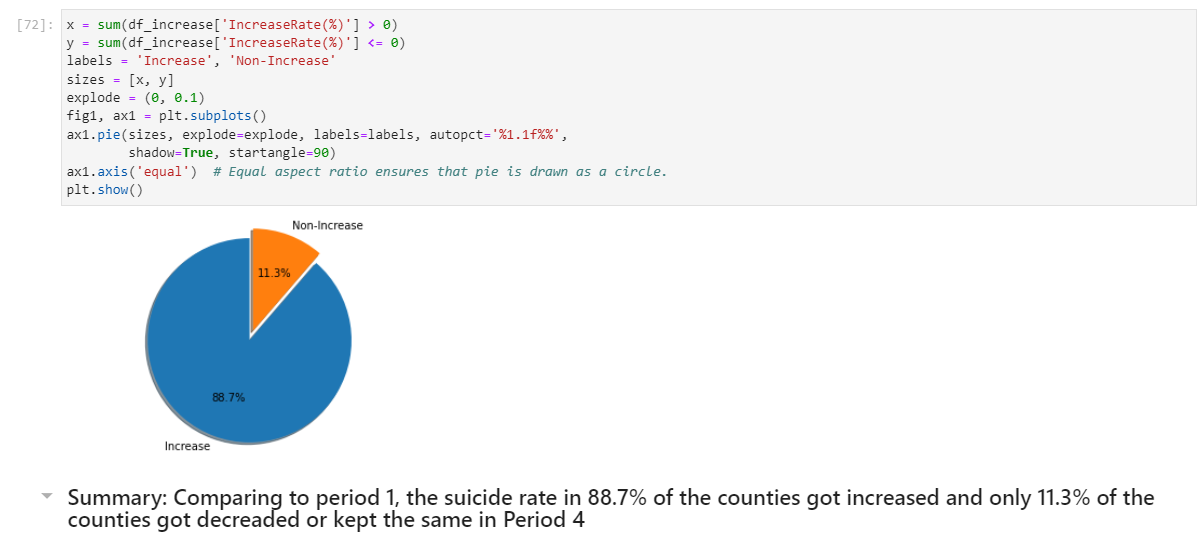 [72]: x = sum(df_increase['IncreaseRate(%)'] > 0)
y = sum(df_increase['IncreaseRate(%)'] <= 0)
labels = 'Increase', 'Non-Increase'
sizes = [x, y]
explode = (0, 0.1)
fig1, ax1 = plt.subplots()
ax1.pie(sizes, explode=explode, labels=labels, autopct='%1.1f%%',
        shadow=True, startangle=90)
ax1.axis('equal')  # Equal aspect ratio ensures that pie is drawn as a circle.
plt.show()
Non-Increase
11.3%
88.7%
Increase
Summary: Comparing to period 1, the suicide rate in 88.7% of the counties got increased and only 11.3% of the
counties got decreaded or kept the same in Period 4